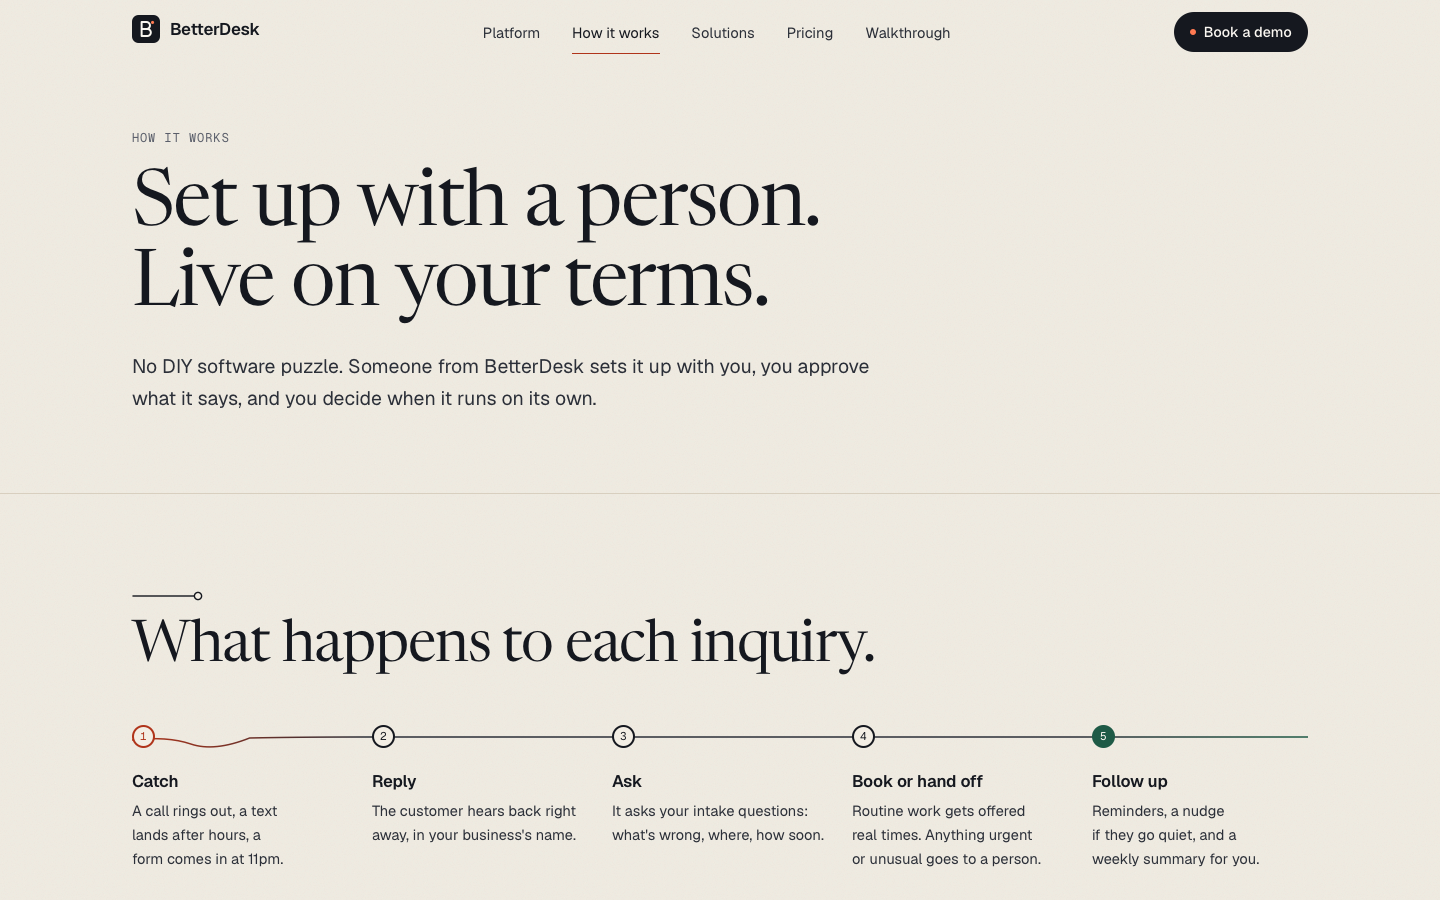 BetterDesk
Platform
How it works
Solutions
Pricing
Walkthrough
Book a demo
HOW IT WORKS
Set up with a person.
Live on your terms.
No DIY software puzzle. Someone from BetterDesk sets it up with you, you approve
what it says, and you decide when it runs on its own.
What happens to each inquiry.
1
Catch
A call rings out, a text
lands after hours, a
form comes in at 11pm.
2
Reply
The customer hears back right
away, in your business's name.
3
Ask
It asks your intake questions:
what's wrong, where, how soon.
4
Book or hand off
Routine work gets offered
real times. Anything urgent
or unusual goes to a person.
5
Follow up
Reminders, a nudge
if they go quiet, and a
weekly summary for you.